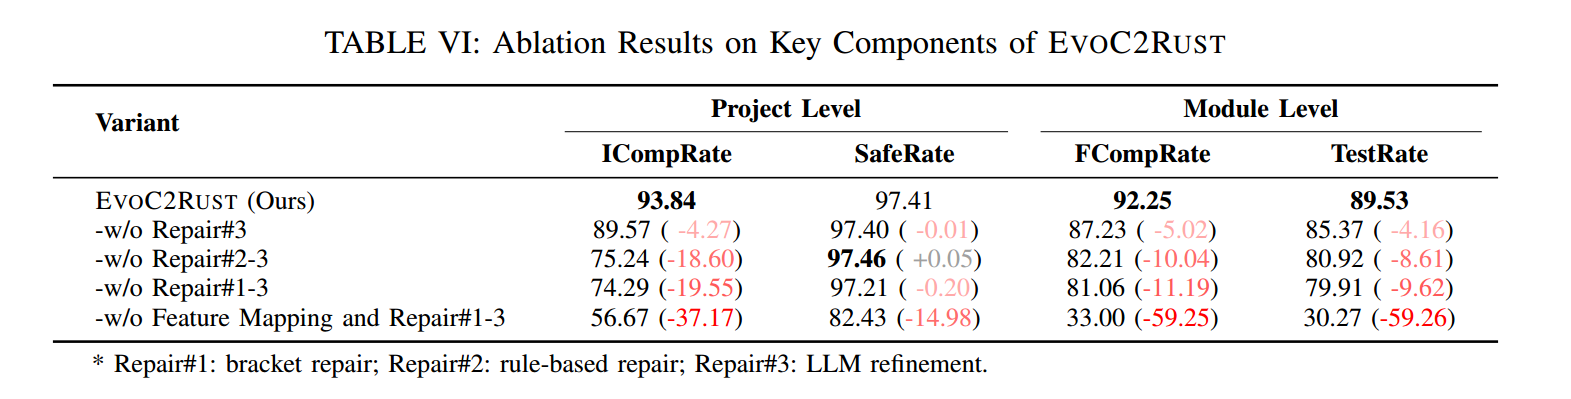 TABLE VI: Ablation Results on Key Components of EVOC2RUST
Variant Project Level Module Level
ICompRate SafeRate FCompRate TestRate
EVOC2RUST (Ours) 93.84 97.41 92.25 89.53
-w/o Repair#3 89.57 ( -4.27) 97.40 ( -0.01) 87.23 ( -5.02) 85.37 ( -4.16)
-w/o Repair#2-3 75.24 (-18.60) 97.46 ( +0.05) 82.21 (-10.04) 80.92 ( -8.61)
-w/o Repair#1-3 74.29 (-19.55) 97.21 ( -0.20) 81.06 (-11.19) 79.91 ( -9.62)
-w/o Feature Mapping and Repair#1-3 56.67 (-37.17) 82.43 (-14.98) 33.00 (-59.25) 30.27 (-59.26)
* Repair#1: bracket repair; Repair#2: rule-based repair; Repair#3: LLM refinement.